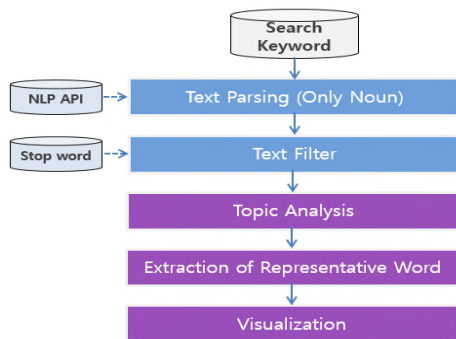 Search
Keyword
NLP API
Text Parsing (Only Noun)
Stop word
Text Filter
Topic Analysis
Extraction of Representative Word
Visualization